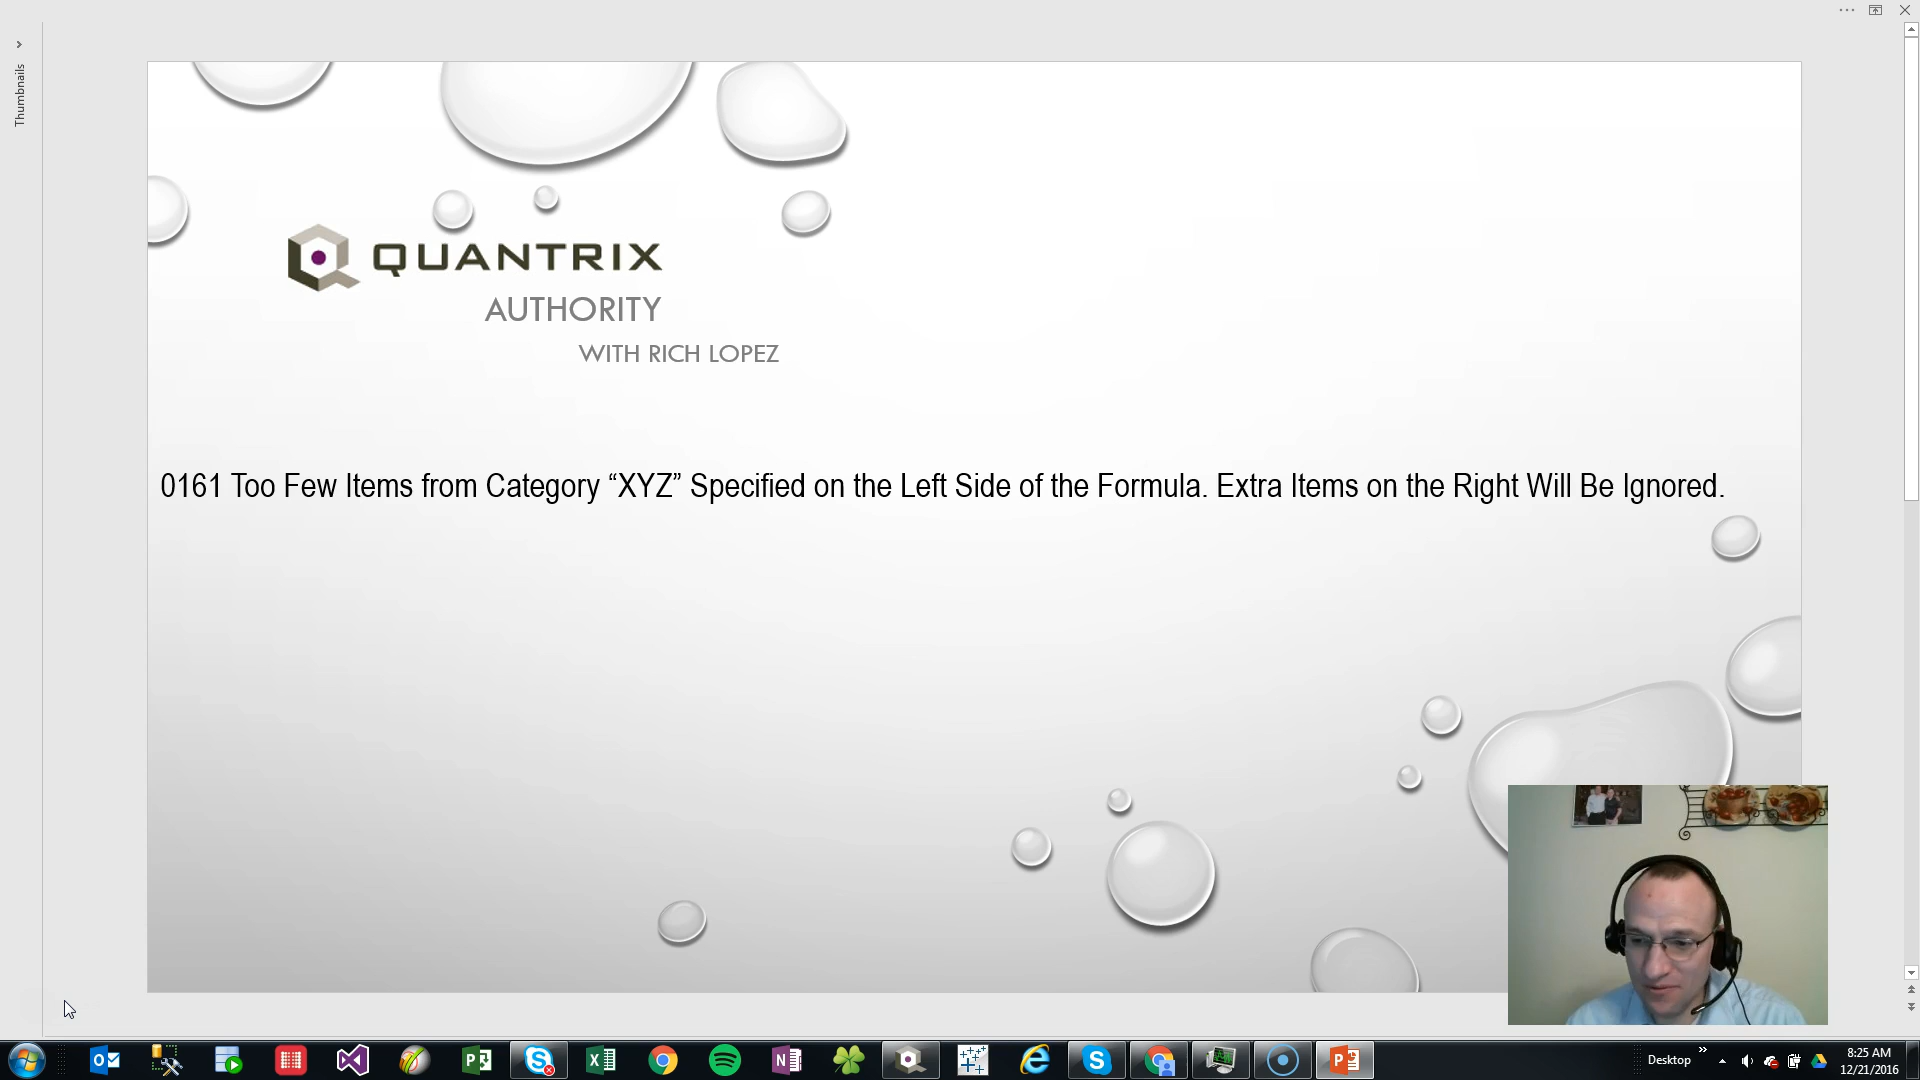 Thumbnails
QUANTRIX
AUTHORITY
WITH RICH LOPEZ
0161 Too Few Items from Category “XYZ” Specified on the Left Side of the Formula. Extra Items on the Right Will Be Ignored.
Desktop
8:25 AM
12/21/2016